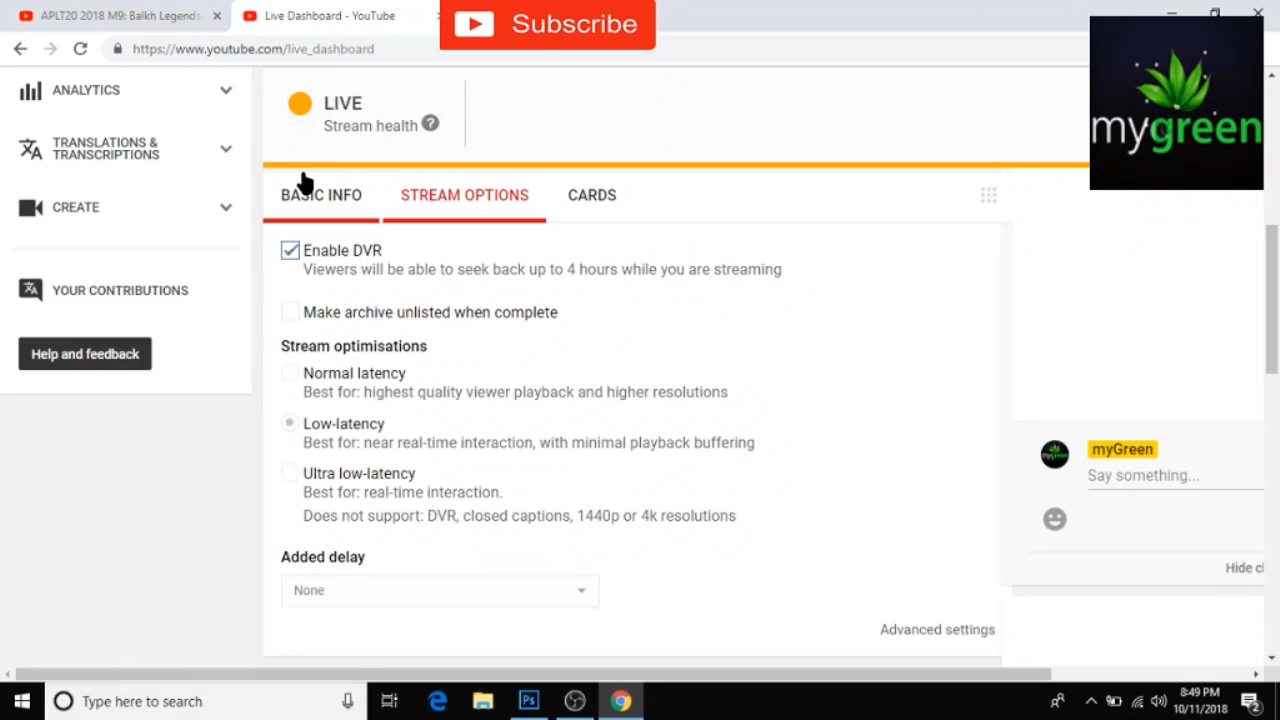 APLT20 2018 M9: Balkh Legends
Live Dashboard - YouTube
Subscribe
https://www.youtube.com/live_dashboard
mygreen
ANALYTICS
TRANSLATIONS &
TRANSCRIPTIONS
CREATE
YOUR CONTRIBUTIONS
Help and feedback
LIVE
Stream health ?
BASIC INFO
STREAM OPTIONS
CARDS
Enable DVR
Viewers will be able to seek back up to 4 hours while you are streaming
Make archive unlisted when complete
Stream optimisations
Normal latency
Best for: highest quality viewer playback and higher resolutions
Low-latency
Best for: near real-time interaction, with minimal playback buffering
Ultra low-latency
Best for: real-time interaction.
Does not support: DVR, closed captions, 1440p or 4k resolutions
Added delay
None
Advanced settings
myGreen
Say something...
Hide c
Type here to search
Ps
8:49 PM
10/11/2018
2